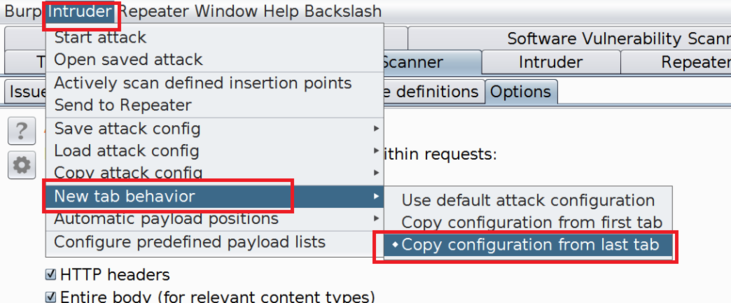 Burp Intruder Repeater Window Help Backslash
Start attack
Open saved attack
Software Vulnerability Scann
T
Scanner
Intruder
Repeater
Actively scan defined insertion points
Issue
e definitions
Options
Send to Repeater
Save attack config
Load attack config
ithin requests:
Copy attack config
New tab behavior
Use default attack configuration
Automatic payload positions
Copy configuration from first tab
Configure predefined payload lists
Copy configuration from last tab
HTTP headers
Entire body (for relevant content types)